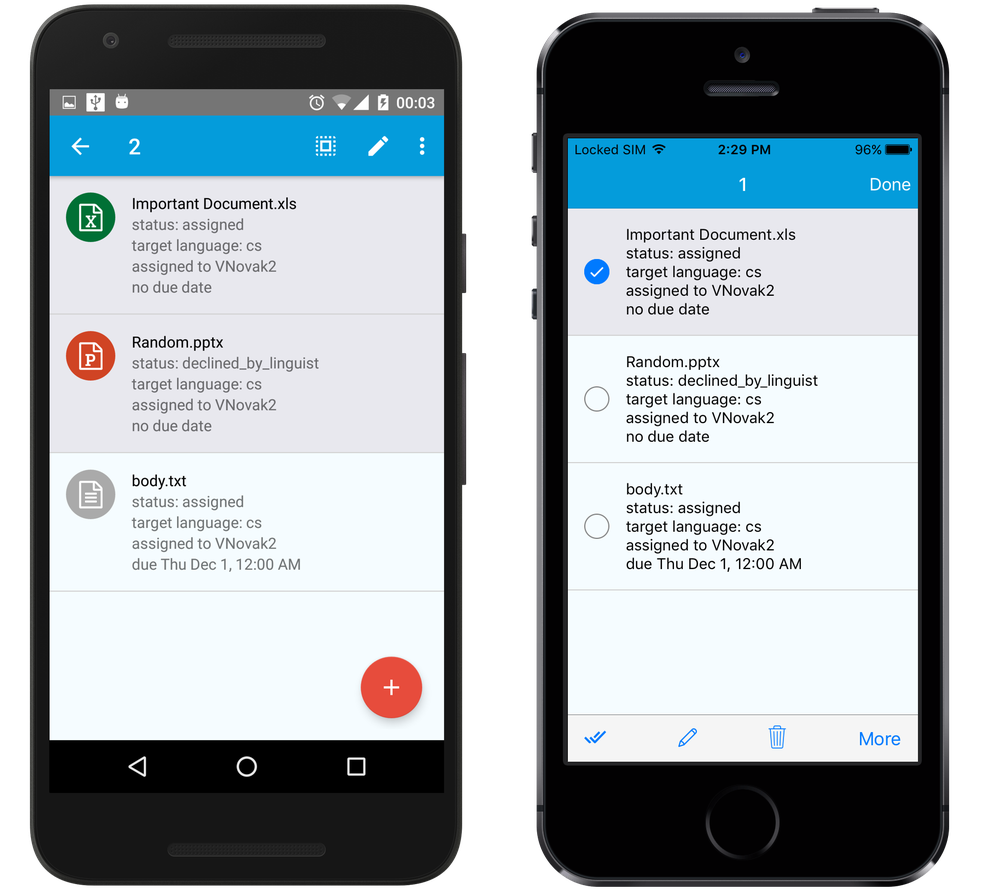 00:03
2
Important Document.xls
status: assigned
target language: cs
assigned to VNovak2
no due date
Random.pptx
status: declined_by_linguist
target language: cs
assigned to VNovak2
no due date
body.txt
status: assigned
target language: cs
assigned to VNovak2
due Thu Dec 1, 12:00 AM
Locked SIM 2:29 PM 96%
1 Done
Important Document.xls
status: assigned
target language: cs
assigned to VNovak2
no due date
Random.pptx
status: declined_by_linguist
target language: cs
assigned to VNovak2
no due date
body.txt
status: assigned
target language: cs
assigned to VNovak2
due Thu Dec 1, 12:00 AM
More